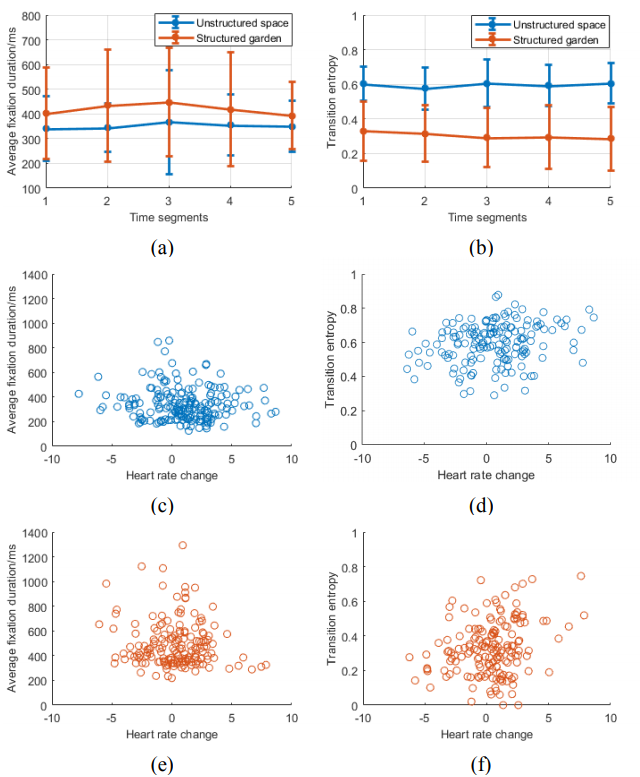 800
700
600
500
400
300
200
100
1 2 3 4 5
Average fixation duration/ms
Time segments
Unstructured space
Structured garden
(a)
1
0.8
0.6
0.4
0.2
0
1 2 3 4 5
Transition entropy
Time segments
Unstructured space
Structured garden
(b)
1400
1200
1000
800
600
400
200
0
-10 -5 0 5 10
Average fixation duration/ms
Heart rate change
(c)
1
0.8
0.6
0.4
0.2
0
-10 -5 0 5 10
Transition entropy
Heart rate change
(d)
1400
1200
1000
800
600
400
200
0
-10 -5 0 5 10
Average fixation duration/ms
Heart rate change
(e)
1
0.8
0.6
0.4
0.2
0
-10 -5 0 5 10
Transition entropy
Heart rate change
(f)